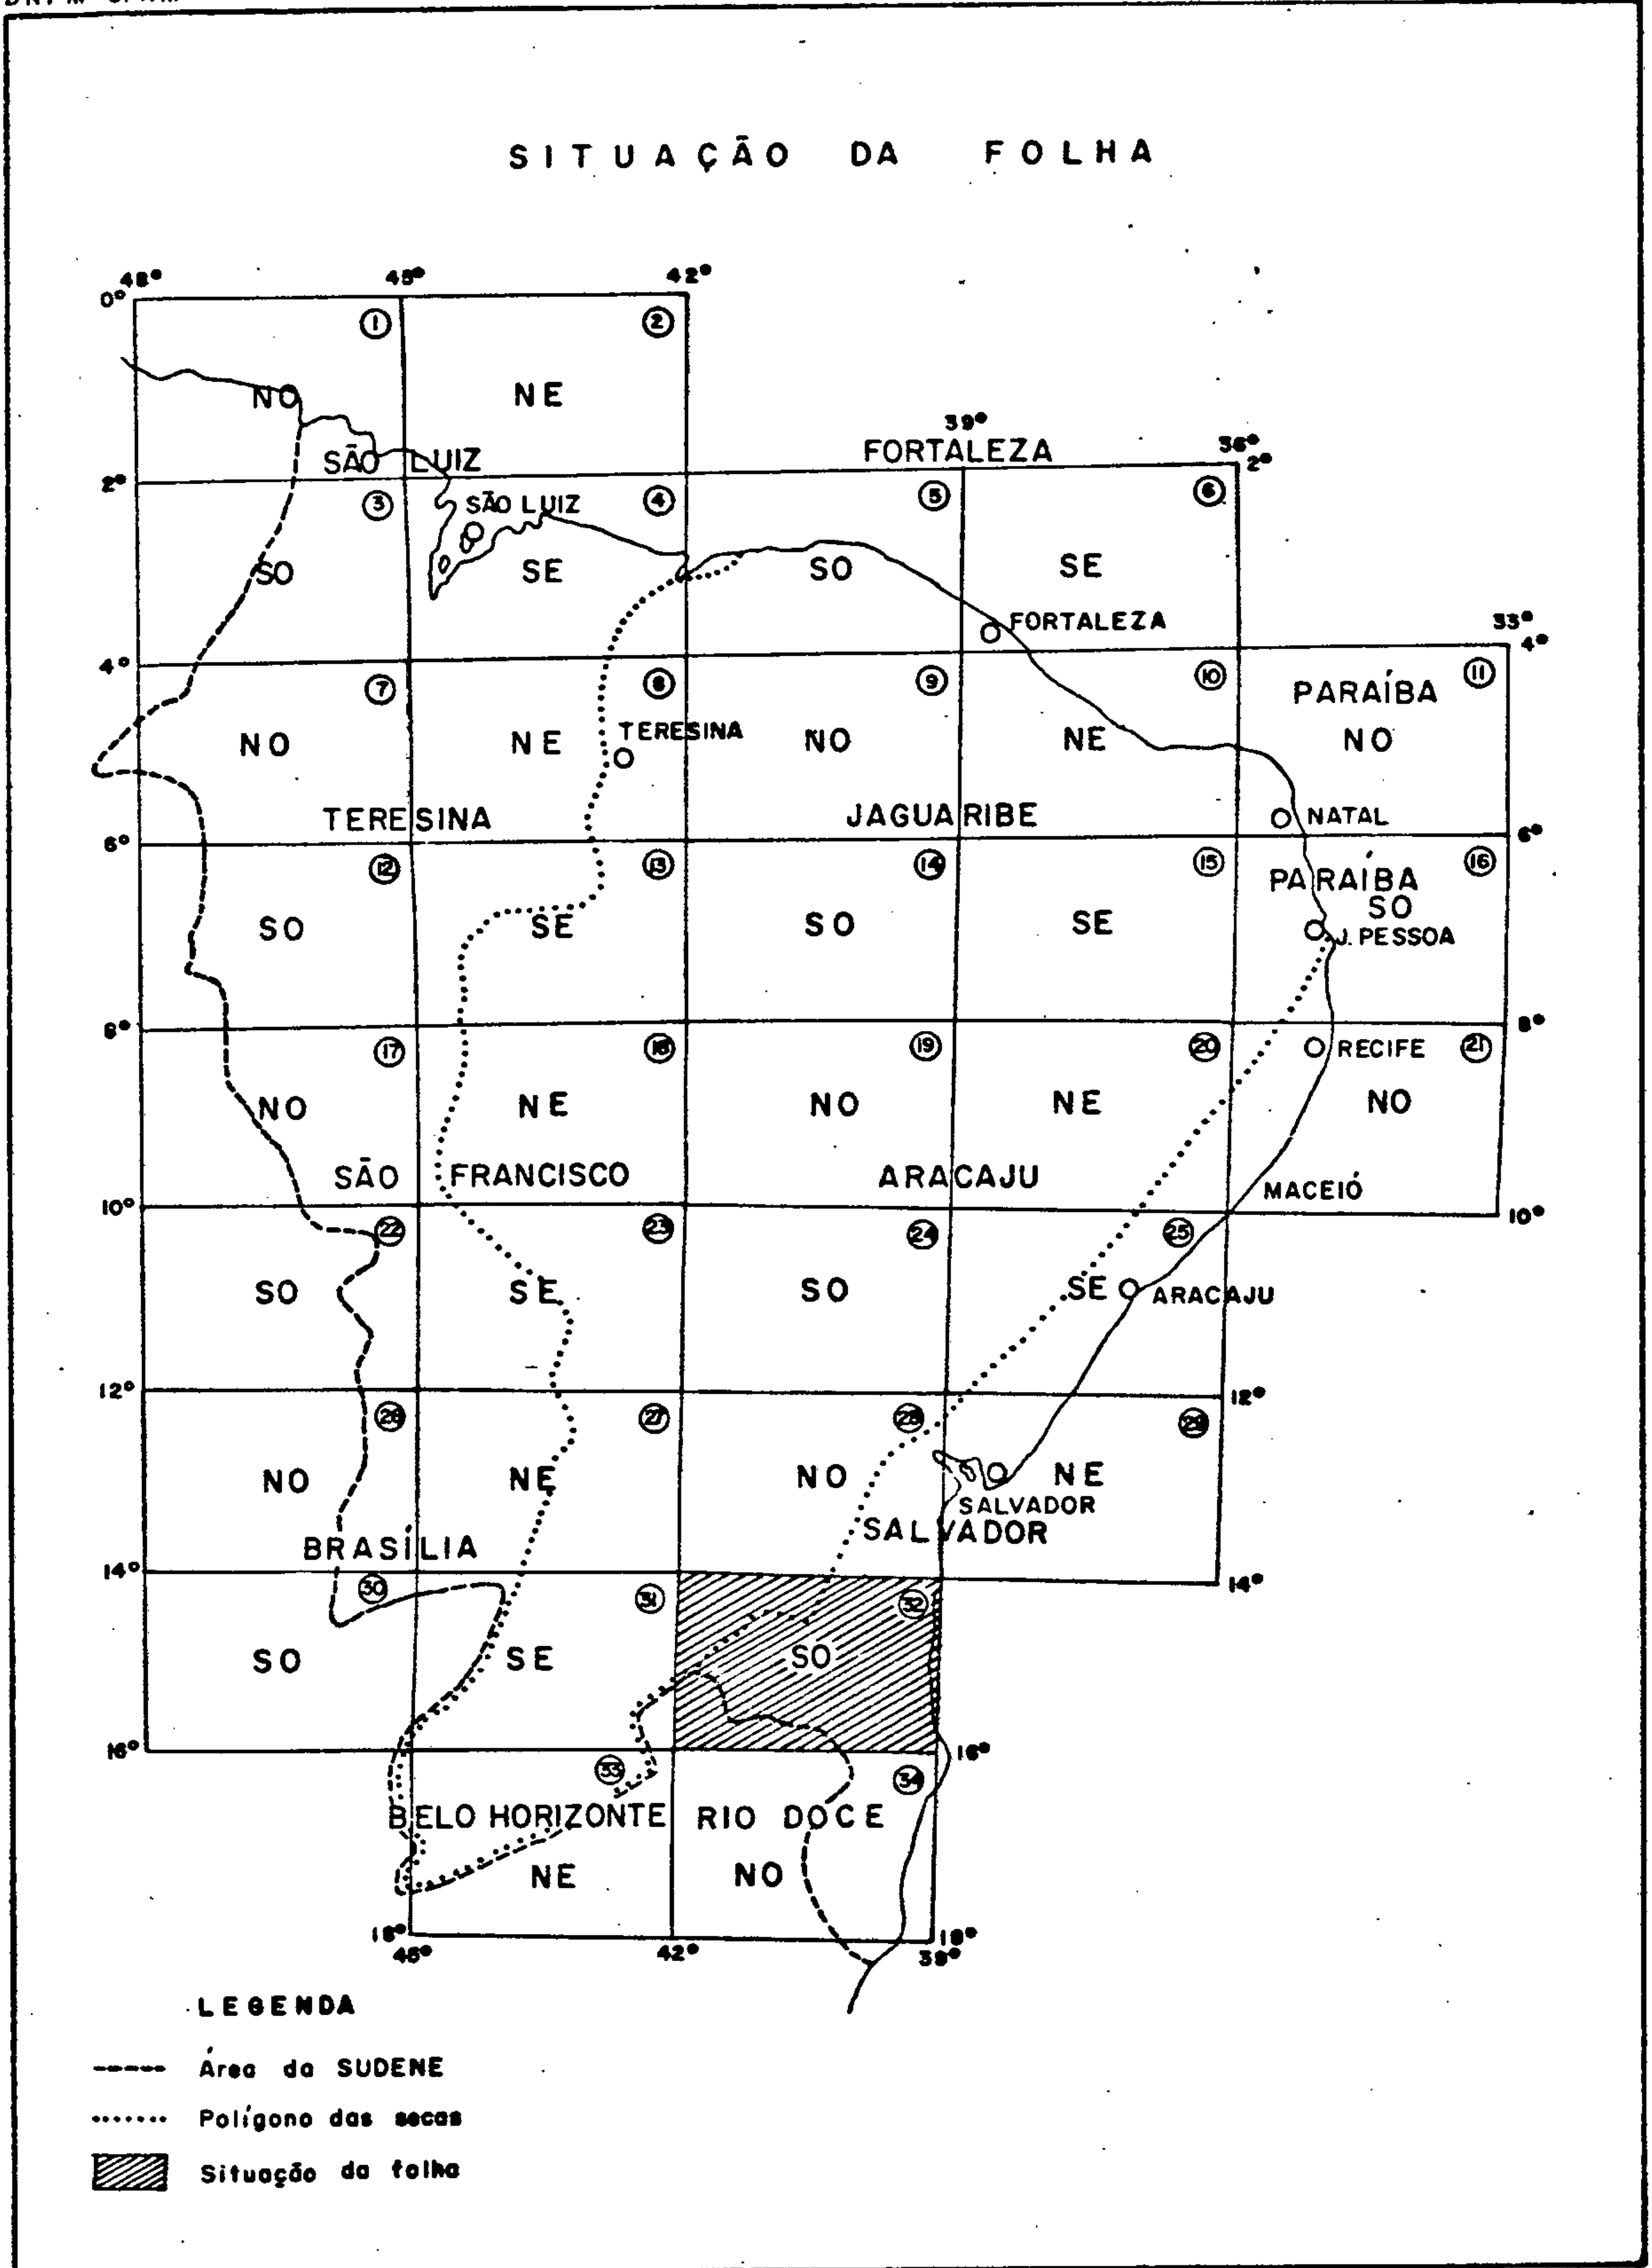 SITUAÇÃO DA FOLHA
48° 45° 42°
0° ① ②
NO NE
39°
FORTALEZA 36°
SÃO LUIZ 2°
2° ③ SÃO LUIZ ④ ⑤ ⑥
SO SE SO SE
FORTALEZA 33°
4° 4°
⑦ ⑧ ⑨ ⑩ PARAÍBA ⑪
NO NE TERESINA NO NE NO
TERESINA JAGUARIBE NATAL
6° 6°
⑫ ⑬ ⑭ ⑮ PARAÍBA ⑯
SO SE SO SE SO
J. PESSOA
8° 8°
⑰ ⑱ ⑲ ⑳ RECIFE ㉑
NO NE NO NE NO
SÃO FRANCISCO ARACAJU MACEIÓ
10° 10°
㉒ ㉓ ㉔ ㉕
SO SE SO SE ARACAJU
12° 12°
㉖ ㉗ ㉘ ㉙
NO NE NO NE
SALVADOR
BRASÍLIA SALVADOR
14° 14°
㉚ ㉛ ㉜
SO SE SO
16° 16°
㉝ ㉞
BELO HORIZONTE RIO DOCE
NE NO
18° 18°
45° 42° 39°
LEGENDA
Área da SUDENE
Polígono das secas
Situação da folha